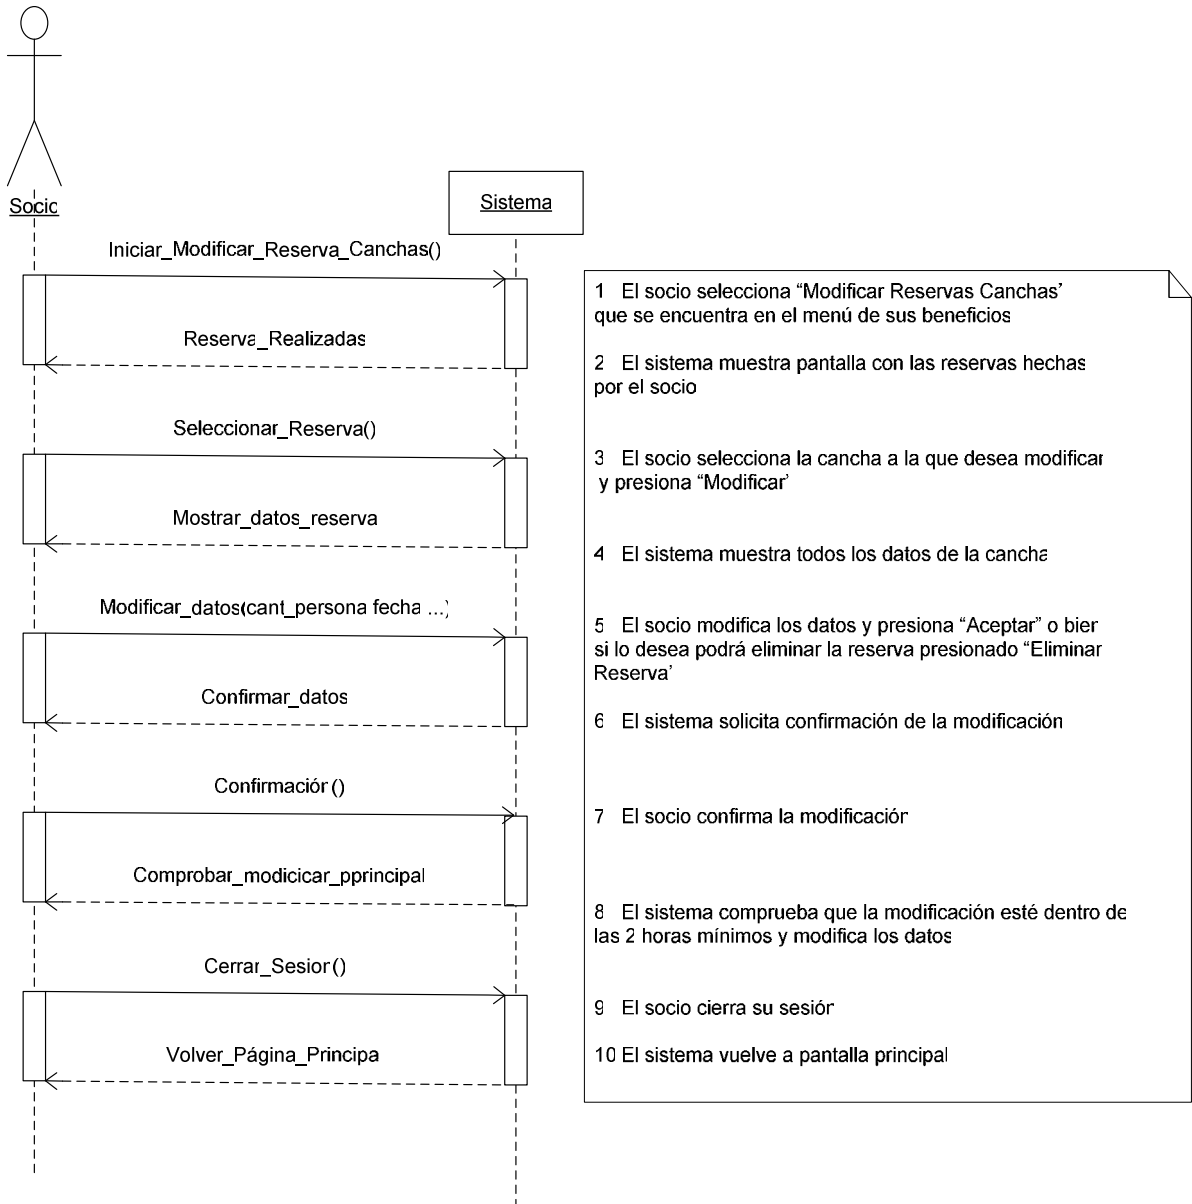 Socio
Sistema
Iniciar_Modificar_Reserva_Canchas()
Reserva_Realizadas
Seleccionar_Reserva()
Mostrar_datos_reserva
Modificar_datos(cant_persona fecha ...)
Confirmar_datos
Confirmación()
Comprobar_modicicar_pprincipal
Cerrar_Sesion()
Volver_Página_Principa
1 El socio selecciona “Modificar Reservas Canchas’
que se encuentra en el menú de sus beneficios
2 El sistema muestra pantalla con las reservas hechas
por el socio
3 El socio selecciona la cancha a la que desea modificar
y presiona “Modificar’
4 El sistema muestra todos los datos de la cancha
5 El socio modifica los datos y presiona “Aceptar” o bien
si lo desea podrá eliminar la reserva presionado “Eliminar
Reserva’
6 El sistema solicita confirmación de la modificación
7 El socio confirma la modificación
8 El sistema comprueba que la modificación esté dentro de
las 2 horas mínimos y modifica los datos
9 El socio cierra su sesión
10 El sistema vuelve a pantalla principal